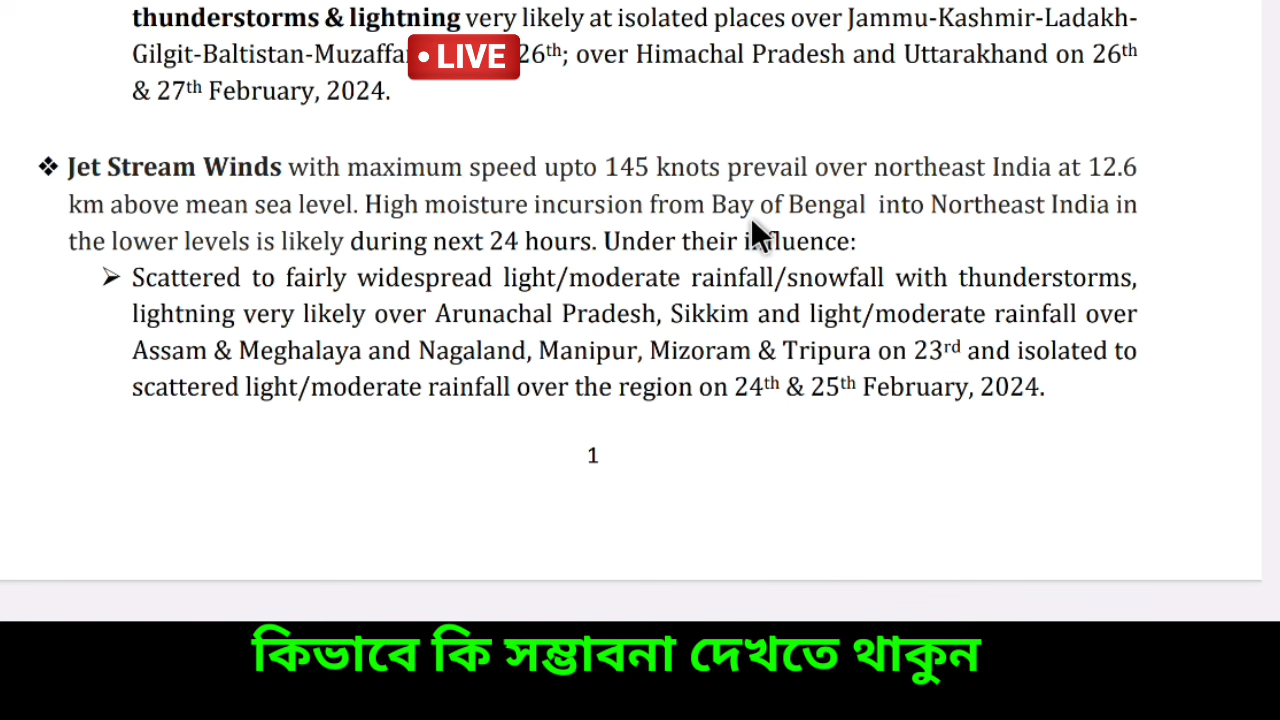 thunderstorms & lightning very likely at isolated places over Jammu-Kashmir-Ladakh-
Gilgit-Baltistan- • LIVE 26th; over Himachal Pradesh and Uttarakhand on 26th
& 27th February, 2024.
❖ Jet Stream Winds with maximum speed upto 145 knots prevail over northeast India at 12.6
km above mean sea level. High moisture incursion from Bay of Bengal into Northeast India in
the lower levels is likely during next 24 hours. Under their influence:
➢ Scattered to fairly widespread light/moderate rainfall/snowfall with thunderstorms,
lightning very likely over Arunachal Pradesh, Sikkim and light/moderate rainfall over
Assam & Meghalaya and Nagaland, Manipur, Mizoram & Tripura on 23rd and isolated to
scattered light/moderate rainfall over the region on 24th & 25th February, 2024.
1
কিভাবে কি সম্ভাবনা দেখতে থাকুন